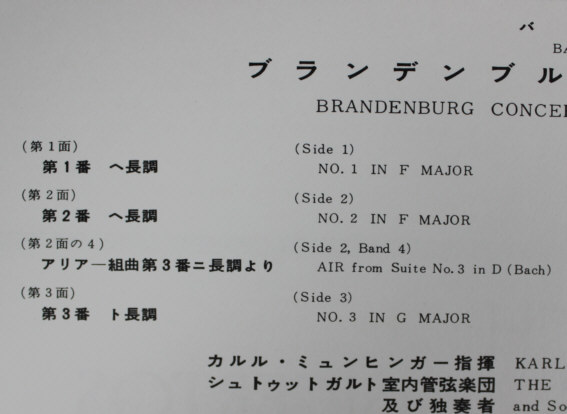 バ
BA
ブランデンブル
BRANDENBURG CONCE
(第1面) (Side 1)
第1番 ヘ長調 NO. 1 IN F MAJOR
(第2面) (Side 2)
第2番 ヘ長調 NO. 2 IN F MAJOR
(第2面の4) (Side 2, Band 4)
アリア—組曲第3番ニ長調より AIR from Suite No. 3 in D (Bach)
(第3面) (Side 3)
第3番 ト長調 NO. 3 IN G MAJOR
カルル・ミュンヒンガー指揮 KARL
シュトゥットガルト室内管弦楽団 THE
及び独奏者 and So